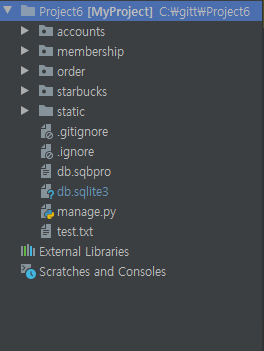 Project6 [MyProject] C:₩gitt₩Project6
accounts
membership
order
starbucks
static
.gitignore
.ignore
db.sqbpro
db.sqlite3
manage.py
test.txt
External Libraries
Scratches and Consoles